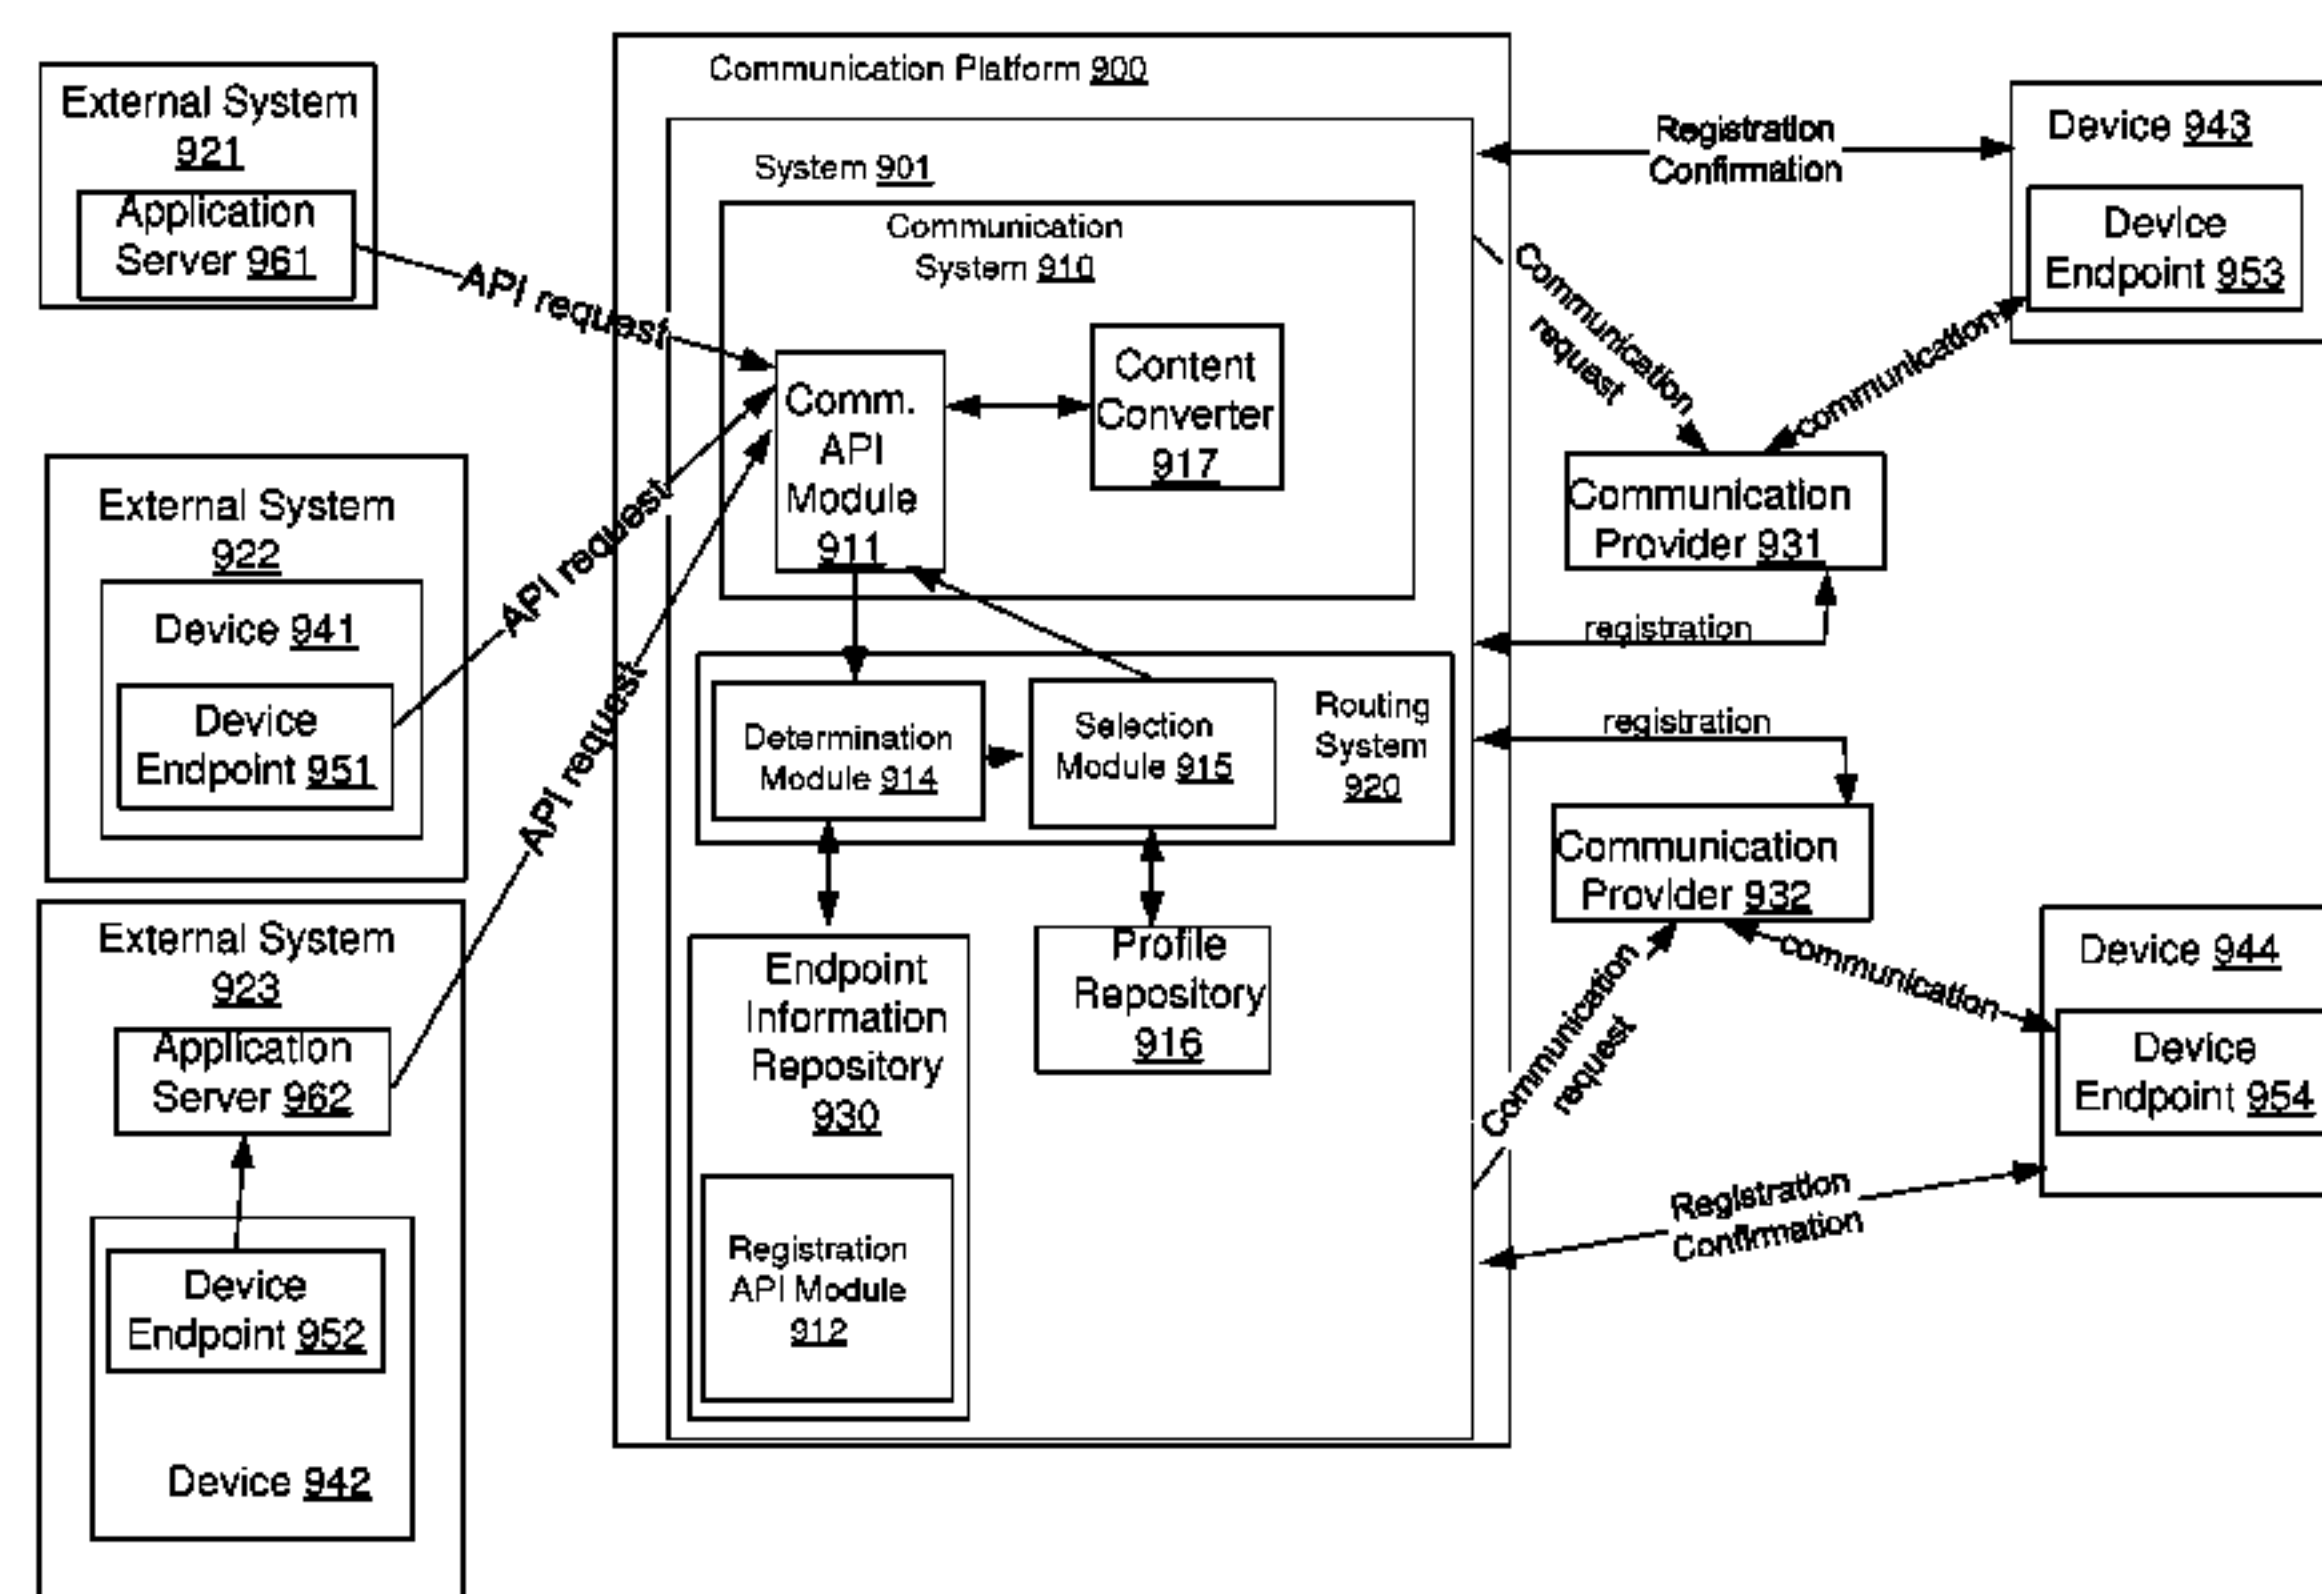 External System
921
Application
Server 961
API request
External System
922
Device 941
Device
Endpoint 951
API request
External System
923
Application
Server 962
API request
Device
Endpoint 952
Device 942
Communication Platform 900
System 901
Communication
System 910
Comm.
API
Module
911
Content
Converter
917
Determination
Module 914
Selection
Module 915
Routing
System
920
Endpoint
Information
Repository
930
Registration
API Module
912
Profile
Repository
916
Registration
Confirmation
Device 943
Device
Endpoint 953
Communication
request
communication
Communication
Provider 931
registration
registration
Communication
Provider 932
Communication
request
communication
Device 944
Device
Endpoint 954
Registration
Confirmation